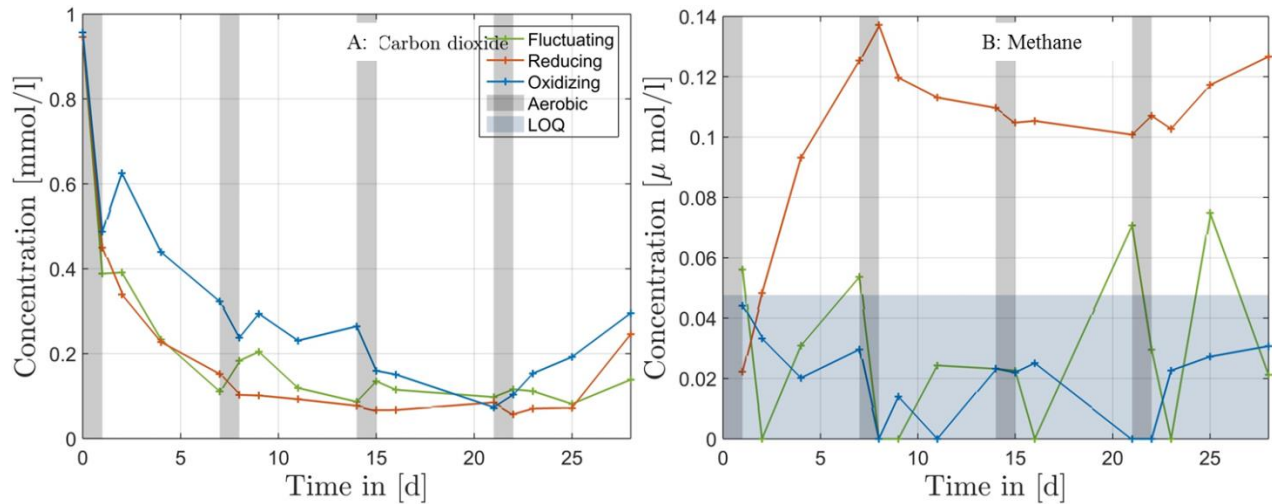 1
0.8
0.6
0.4
0.2
0
0 5 10 15 20 25
Concentration [mmol/l]
Time in [d]
A: Carbon dioxide
Fluctuating
Reducing
Oxidizing
Aerobic
LOQ
0.14
0.12
0.1
0.08
0.06
0.04
0.02
0
0 5 10 15 20 25
Concentration [μ mol/l]
Time in [d]
B: Methane